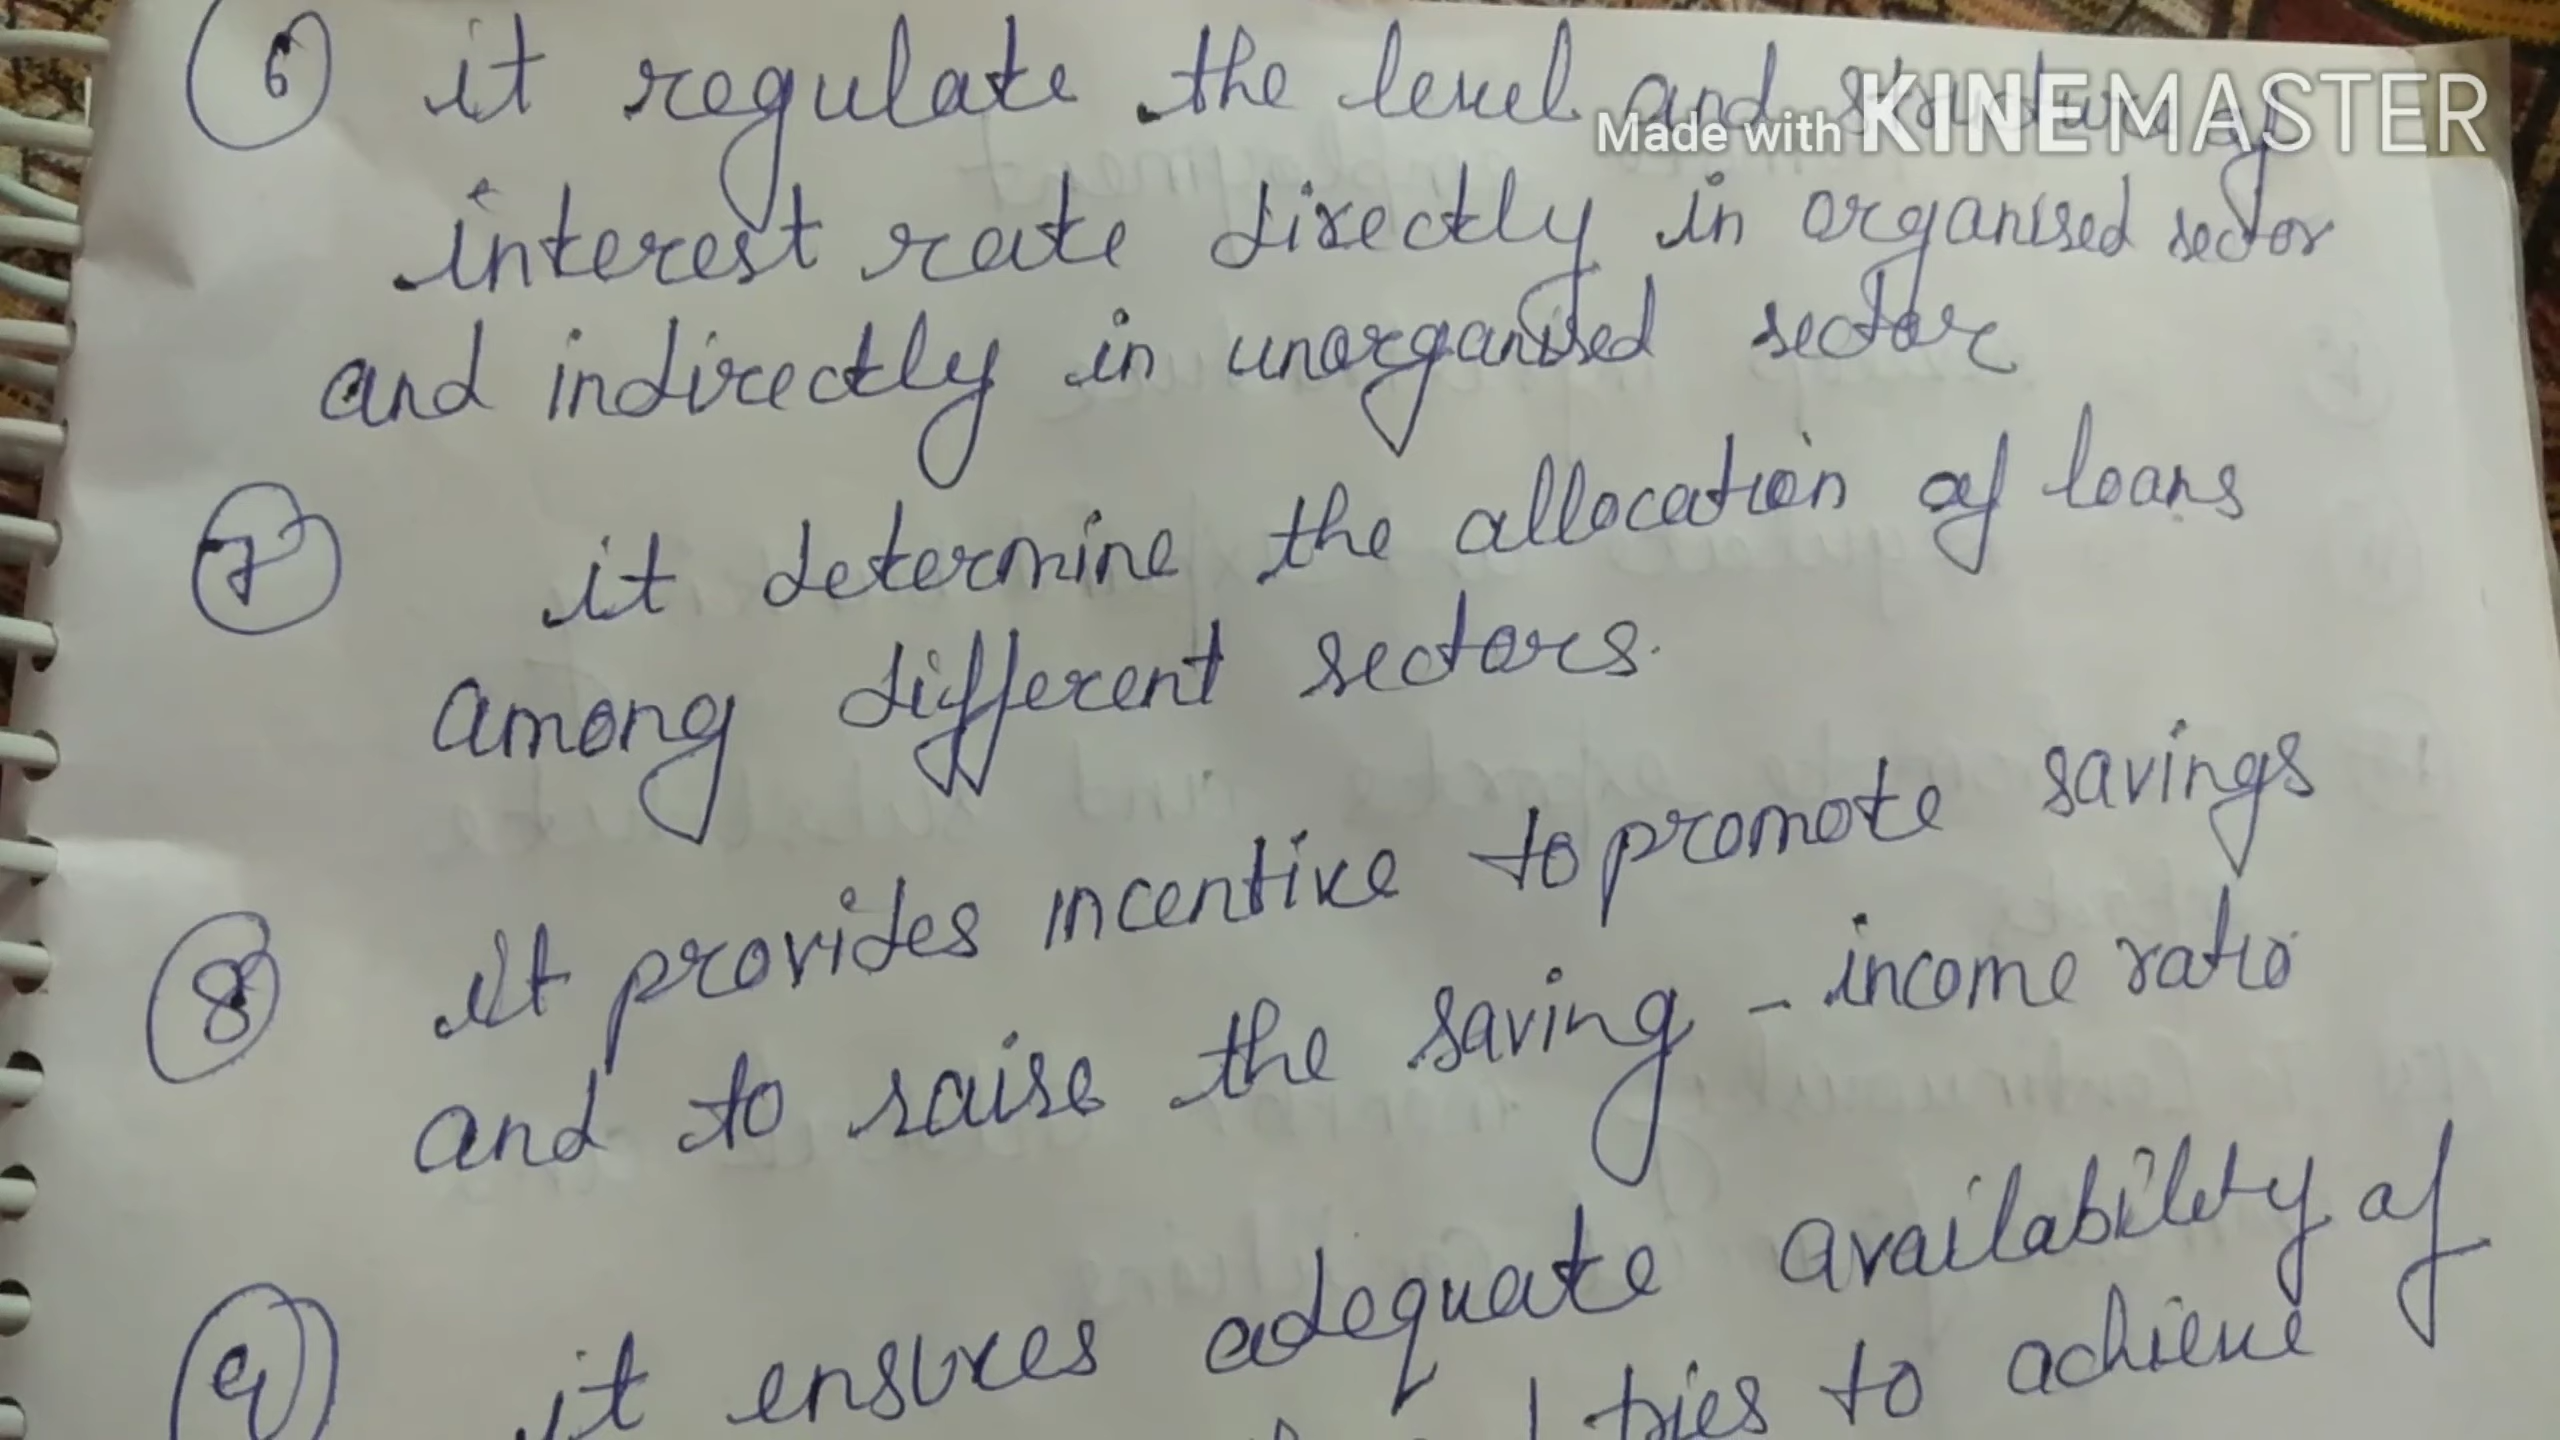 6 it regulate the level and structure of
Made with KINEMASTER
interest rate directly in organised sector
and indirectly in unorganised sector
7 it determine the allocation of loans
among different sectors.
8 it provides incentive to promote savings
and to raise the saving - income ratio
9 it ensures adequate availability of
tries to achieve